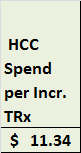 HCC
Spend
per Incr.
TRx
$ 11.34